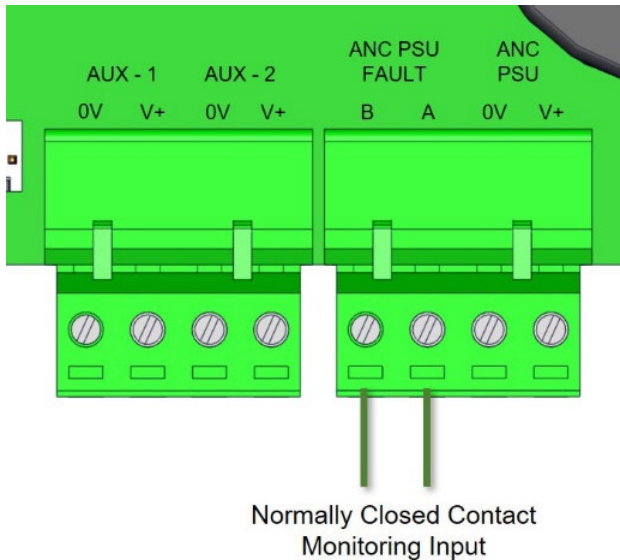 AUX - 1 AUX - 2 ANC PSU FAULT ANC PSU
0V V+ 0V V+ B A 0V V+
Normally Closed Contact
Monitoring Input